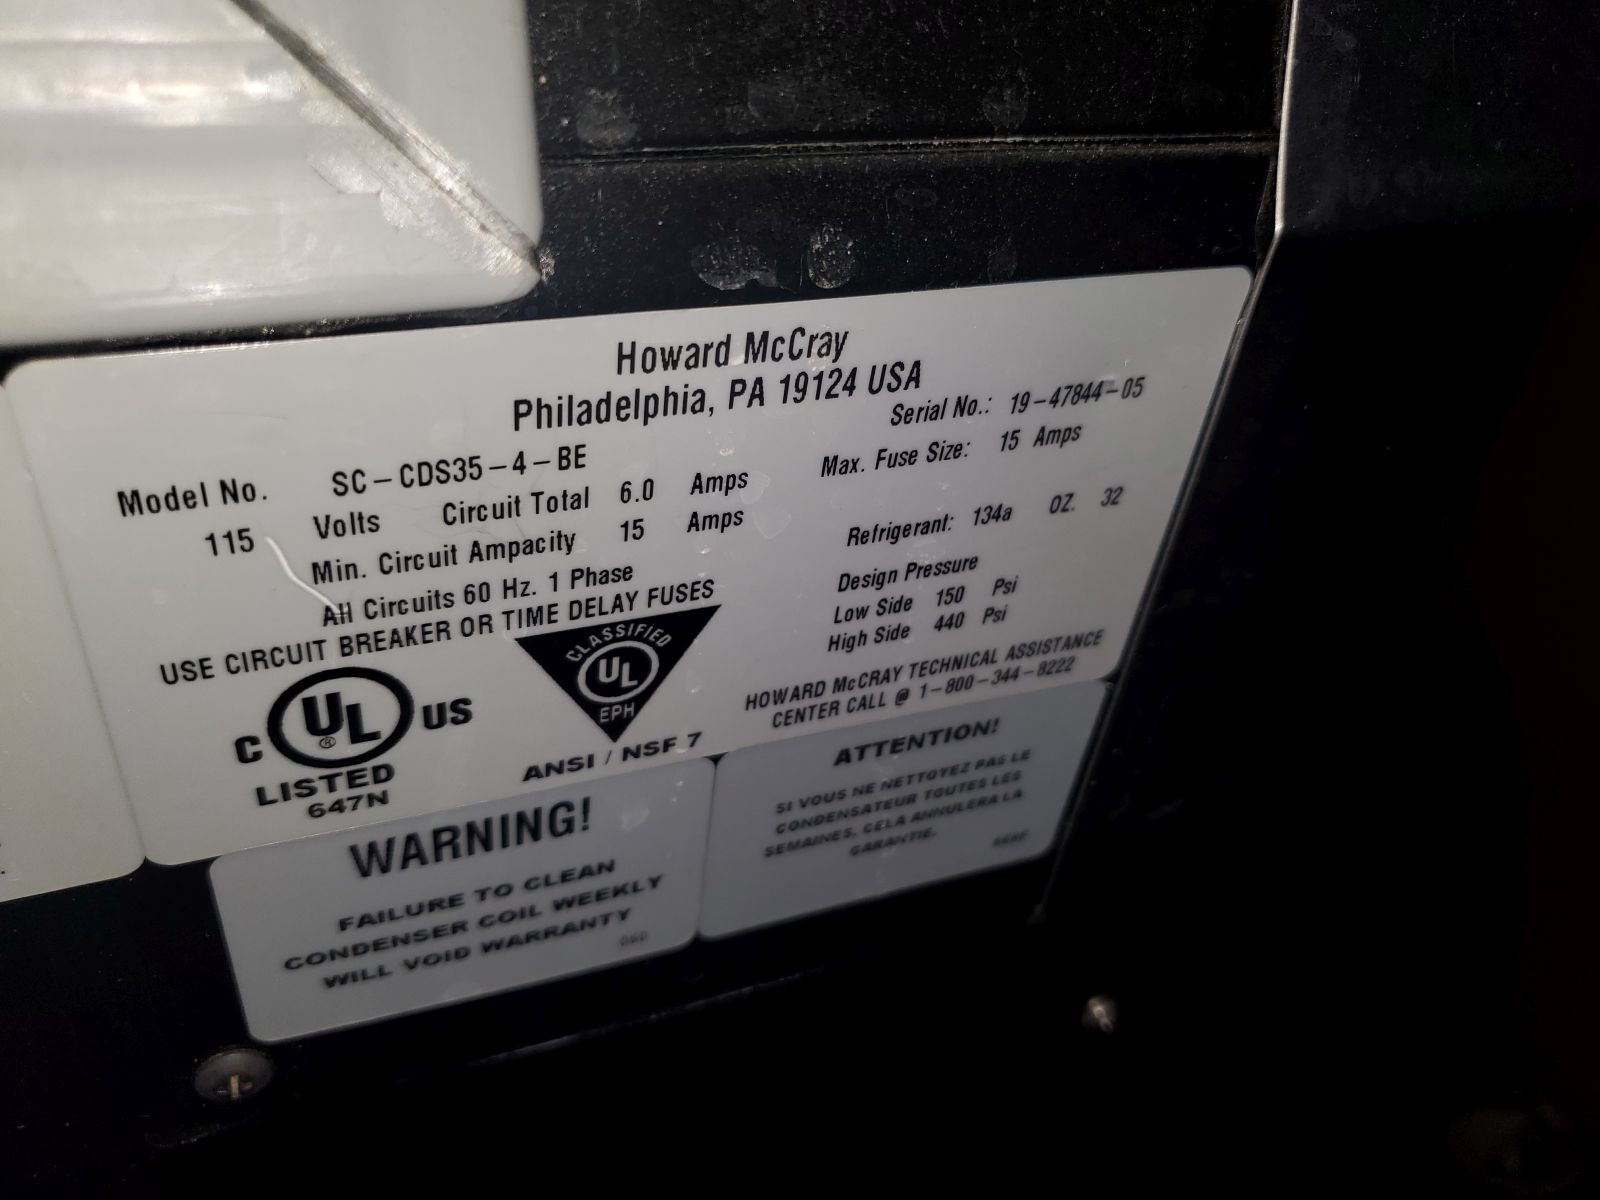 Howard McCray
Philadelphia, PA 19124 USA
Model No. SC-CDS35-4-BE
Serial No.: 19-47844-05
115 Volts Circuit Total 6.0 Amps
Max. Fuse Size: 15 Amps
Min. Circuit Ampacity 15 Amps
Refrigerant: 134a OZ. 32
All Circuits 60 Hz. 1 Phase
Design Pressure
USE CIRCUIT BREAKER OR TIME DELAY FUSES
Low Side 150 Psi
High Side 440 Psi
HOWARD McCRAY TECHNICAL ASSISTANCE
CENTER CALL @ 1-800-344-8222
C UL ® US
LISTED
647N
CLASSIFIED
UL
EPH
ANSI / NSF 7
WARNING!
FAILURE TO CLEAN
CONDENSER COIL WEEKLY
WILL VOID WARRANTY
060
ATTENTION!
SI VOUS NE NETTOYEZ PAS LE
CONDENSATEUR TOUTES LES
SEMAINES, CELA ANNULERA LA
GARANTIE.